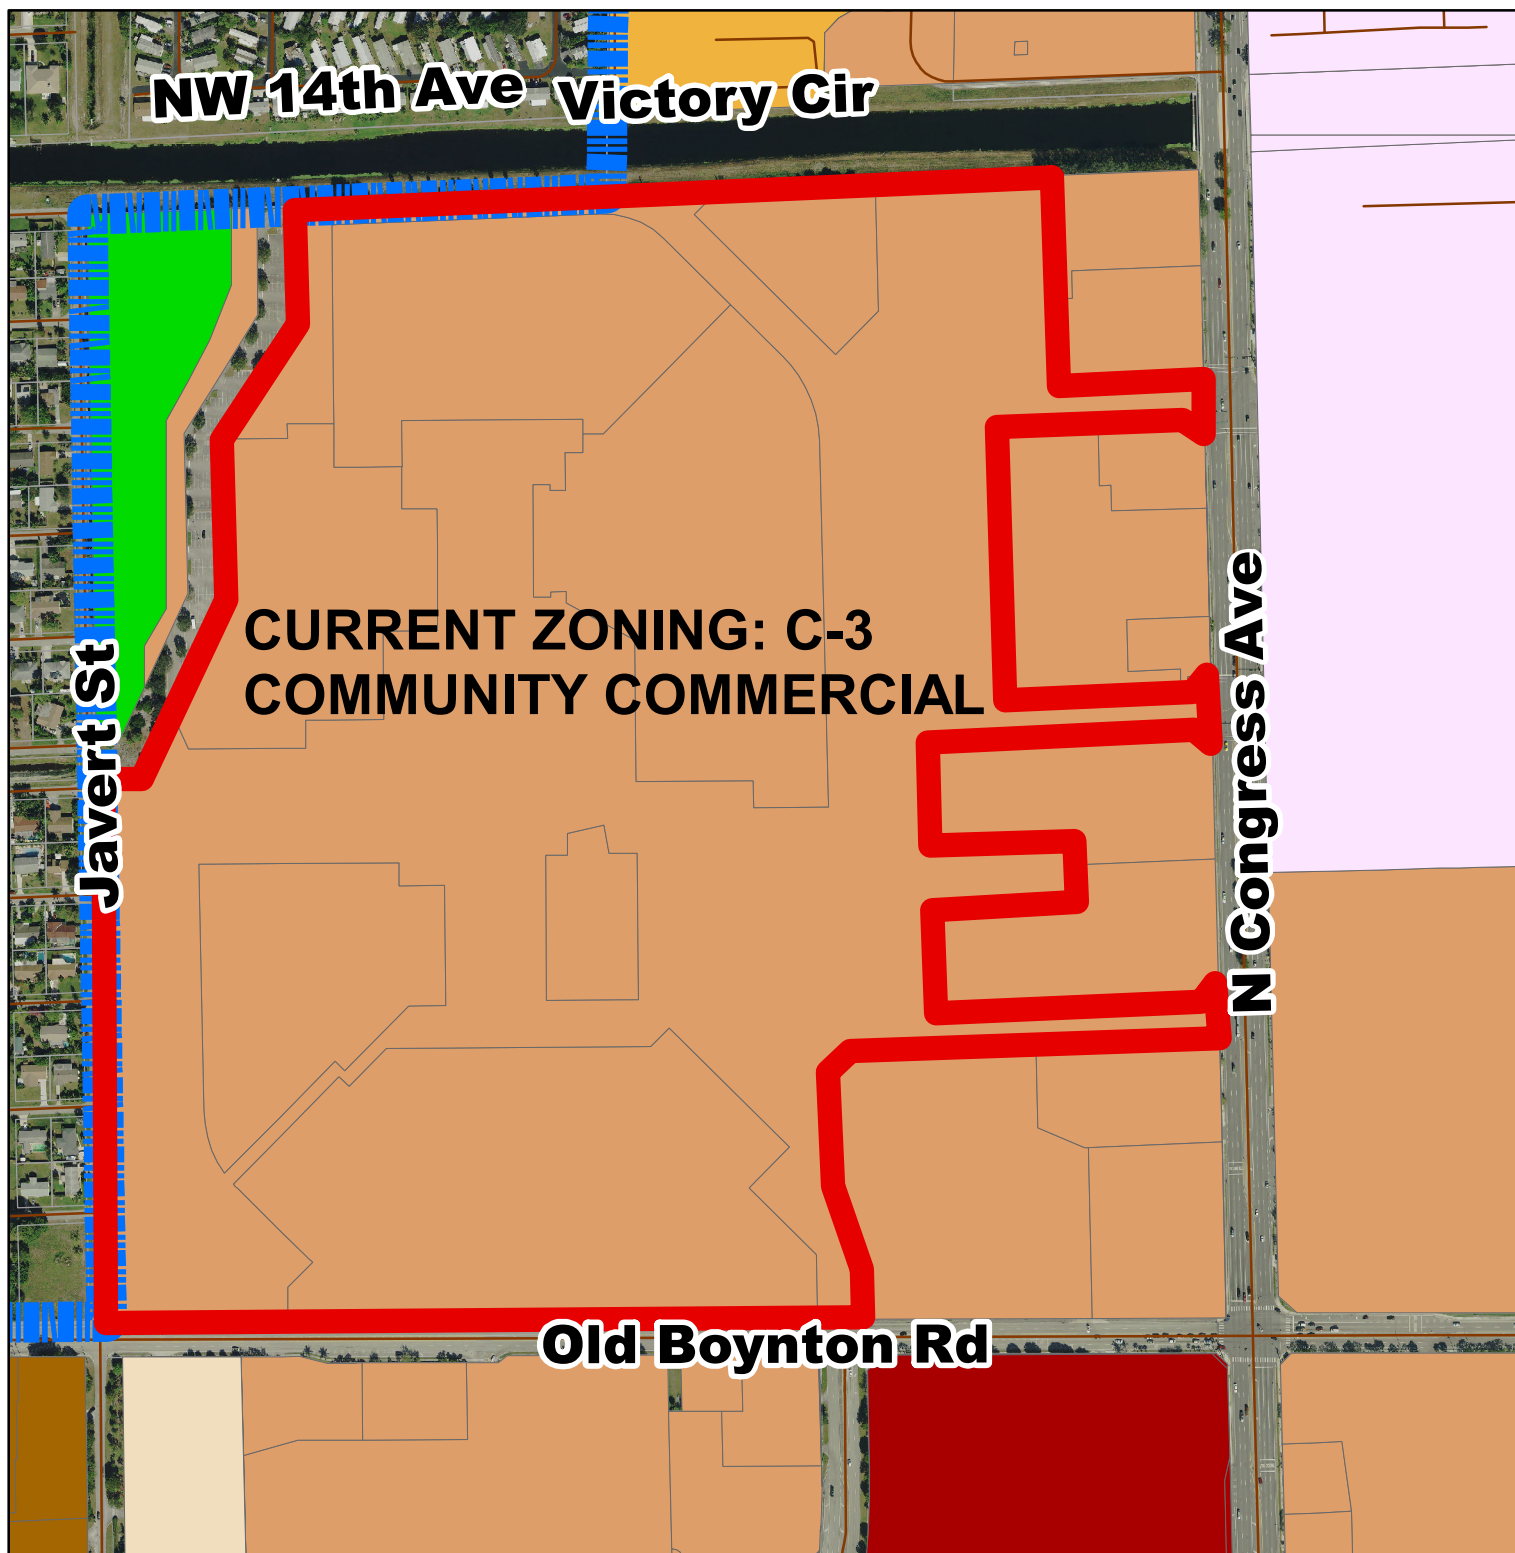 NW 14th Ave
Victory Cir
CURRENT ZONING: C-3
COMMUNITY COMMERCIAL
Javert St
N Congress Ave
Old Boynton Rd